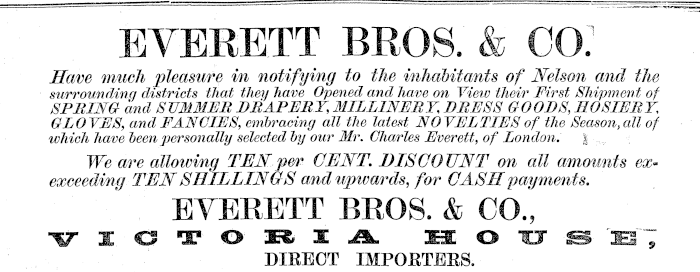 EVERETT BROS. & CO.
Have much pleasure in notifying to the inhabitants of Nelson and the
surrounding districts that they have Opened and have on View their First Shipment of
SPRING and SUMMER DRAPERY, MILLINERY, DRESS GOODS, HOSIERY,
GLOVES, and FANCIES, embracing all the latest NOVELTIES of the Season, all of
which have been personally selected by our Mr. Charles Everett, of London.
We are allowing TEN per CENT. DISCOUNT on all amounts ex-
exceeding TEN SHILLINGS and upwards, for CASH payments.
EVERETT BROS. & CO.,
VICTORIA HOUSE,
DIRECT IMPORTERS.